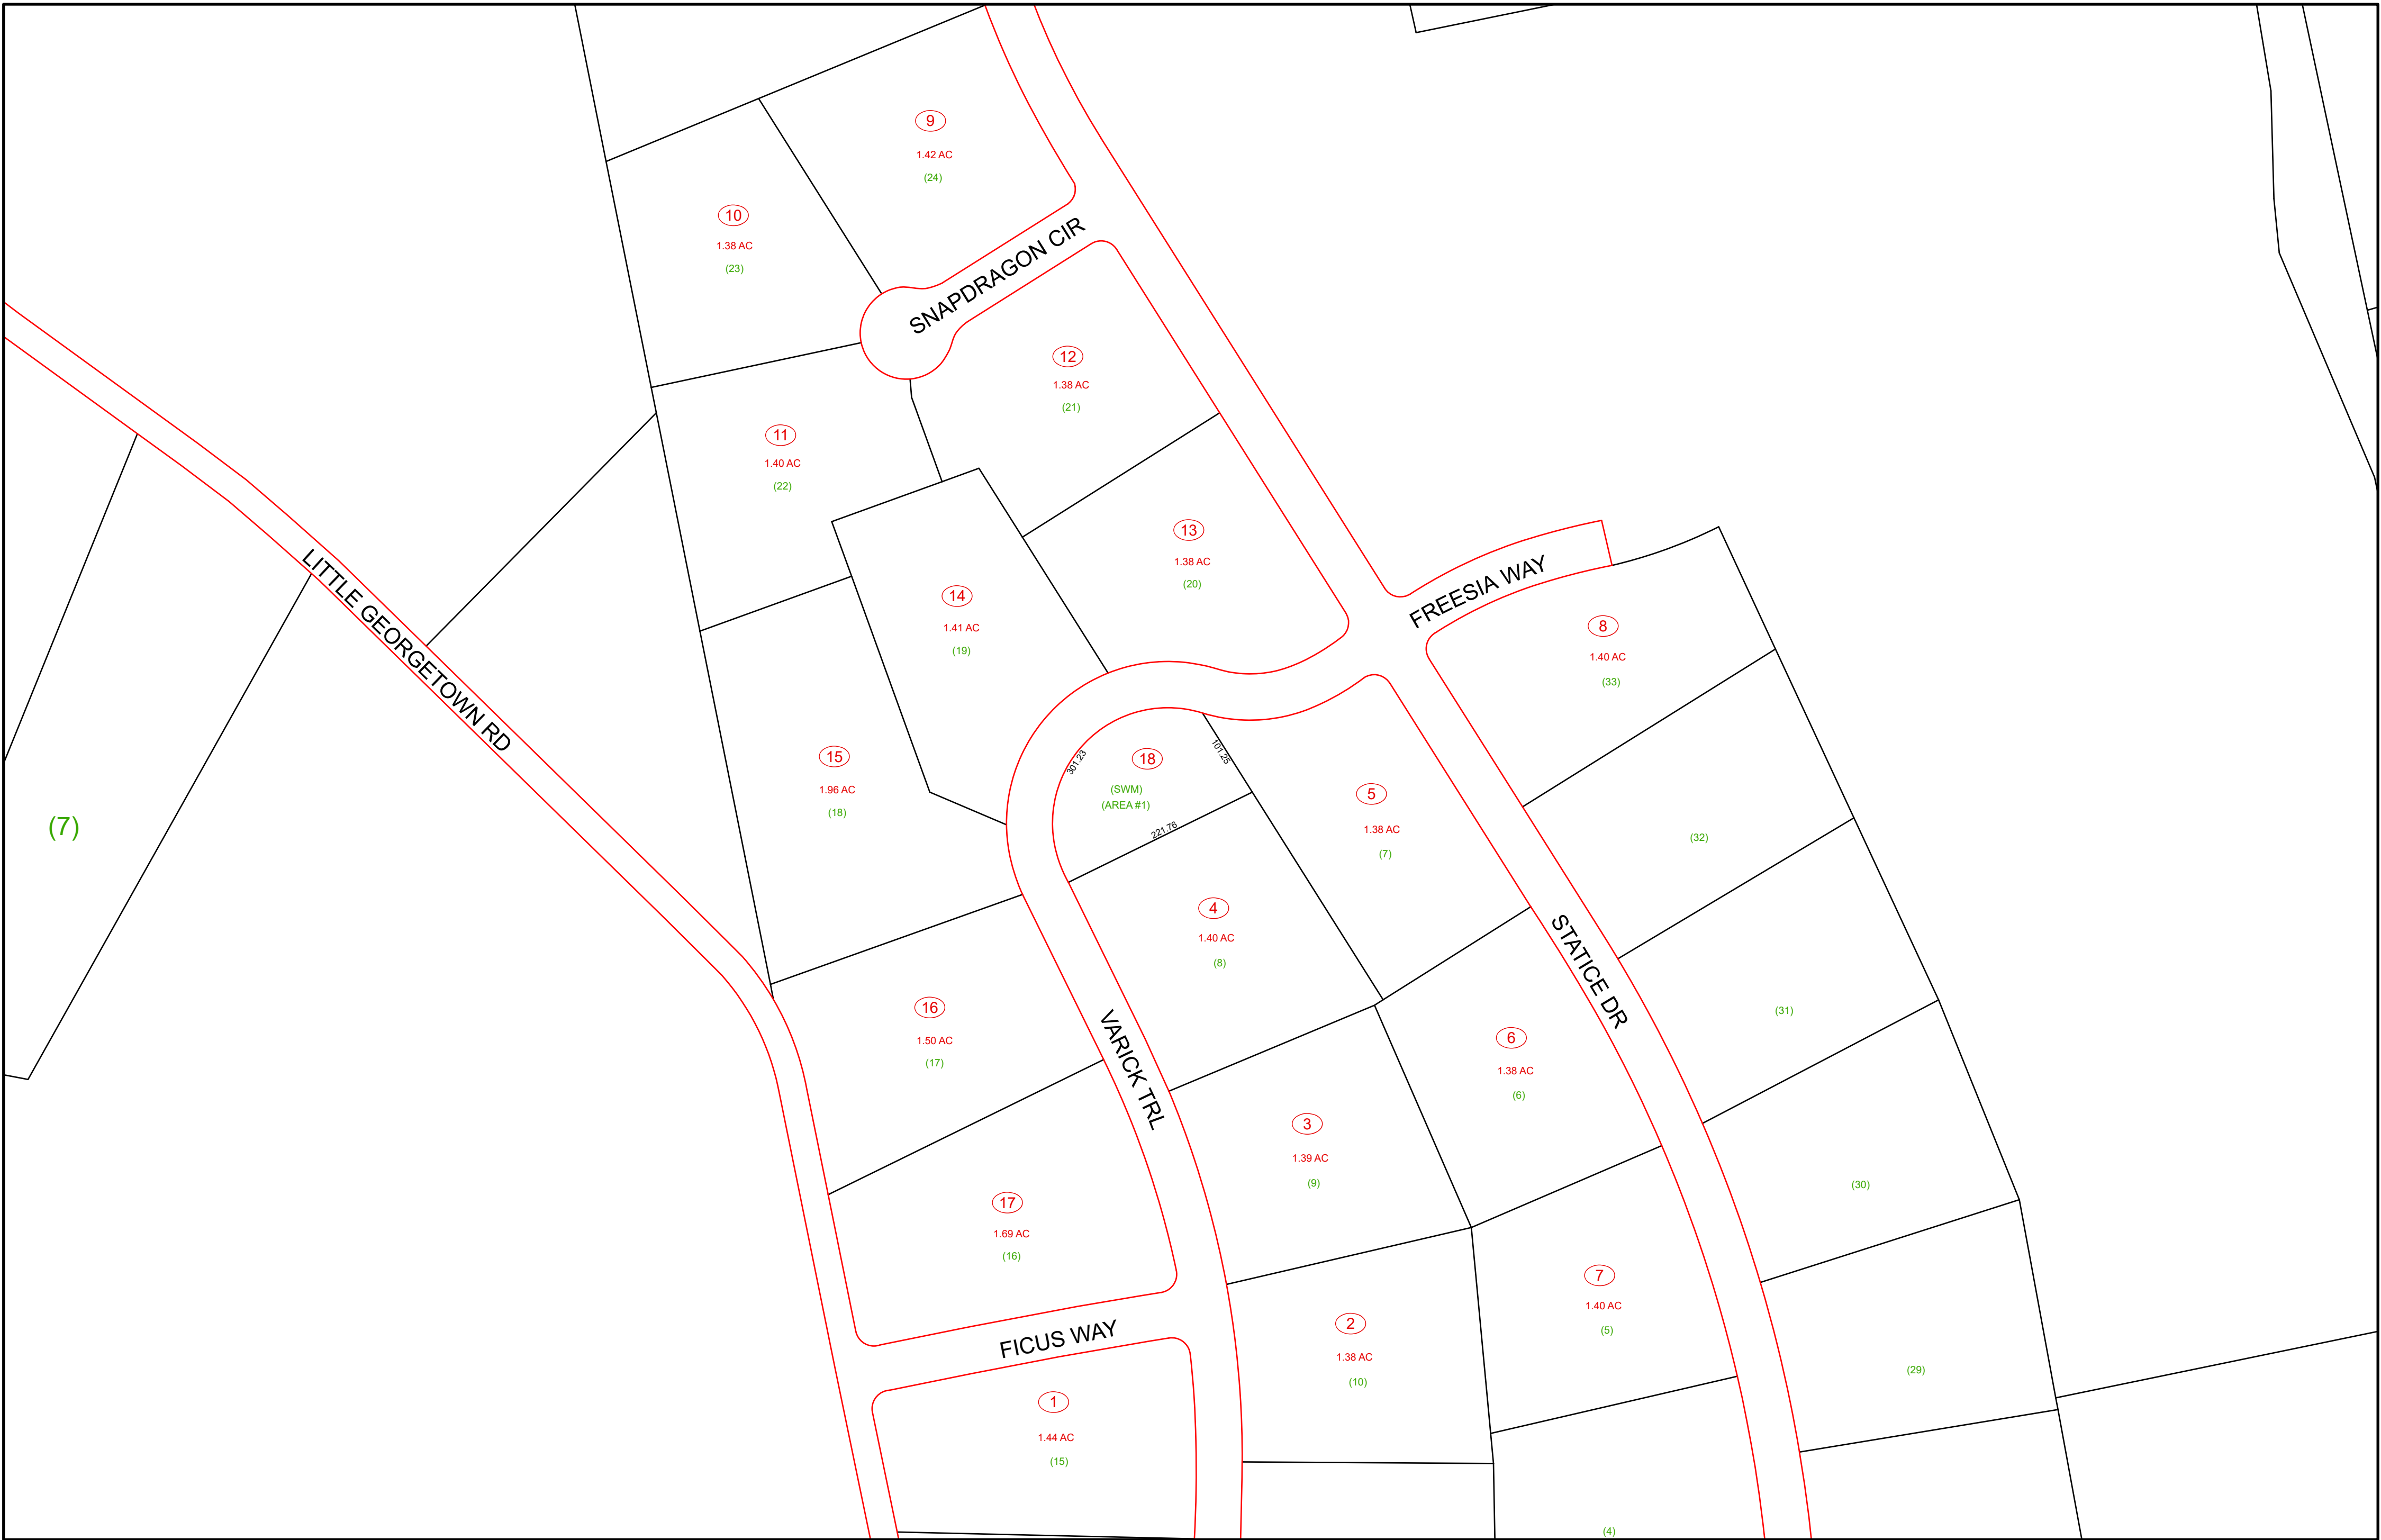 9
1.42 AC
(24)
10
1.38 AC
(23)
SNAPDRAGON CIR
12
1.38 AC
(21)
11
1.40 AC
(22)
13
1.38 AC
(20)
14
1.41 AC
(19)
FREESIA WAY
8
1.40 AC
(33)
LITTLE GEORGETOWN RD
15
1.96 AC
(18)
301.23
18
(SWM)
(AREA #1)
101.25
221.76
5
1.38 AC
(7)
(7)
(32)
4
1.40 AC
(8)
STATICE DR
16
1.50 AC
(17)
VARICK TRL
6
1.38 AC
(6)
(31)
3
1.39 AC
(9)
(30)
17
1.69 AC
(16)
7
1.40 AC
(5)
FICUS WAY
2
1.38 AC
(10)
(29)
1
1.44 AC
(15)
(4)